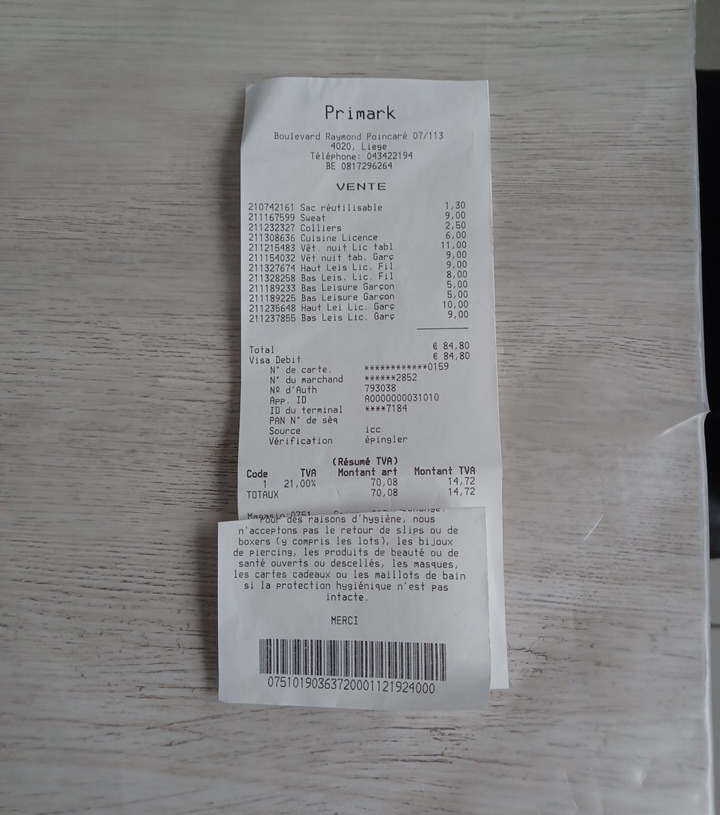 Primark
Boulevard Raymond Poincaré 07/113
4020, Liege
Téléphone: 043422194
BE 0817296264
VENTE
210742161 Sac réutilisable 1,30
211167599 Sweat 9,00
211232327 Colliers 2,50
211308636 Cuisine Licence 6,00
211215483 Vêt. nuit Lic tabl 11,00
211154032 Vêt nuit tab. Garç 9,00
211327674 Haut Leis Lic. Fil 9,00
211328258 Bas Leis. Lic. Fil 8,00
211189233 Bas Leisure Garçon 5,00
211189225 Bas Leisure Garçon 5,00
211235648 Haut Lei Lic. Garç 10,00
211237855 Bas Leis Lic. Garç 9,00
Total € 84,80
Visa Debit € 84,80
N° de carte. ************0159
N° du marchand ******2852
Nº d'Auth 793038
App. ID A0000000031010
ID du terminal ****7184
PAN N° de séq
Source icc
Vérification épingler
(Résumé TVA)
Code TVA Montant art Montant TVA
1 21,00% 70,08 14,72
TOTAUX 70,08 14,72
Magasin 0751
Pour des raisons d'hygiène, nous
n'acceptons pas le retour de slips ou de
boxers (y compris les lots), les bijoux
de piercing, les produits de beauté ou de
santé ouverts ou descellés, les masques,
les cartes cadeaux ou les maillots de bain
si la protection hygiénique n'est pas
intacte.
MERCI
07510190363720001121924000